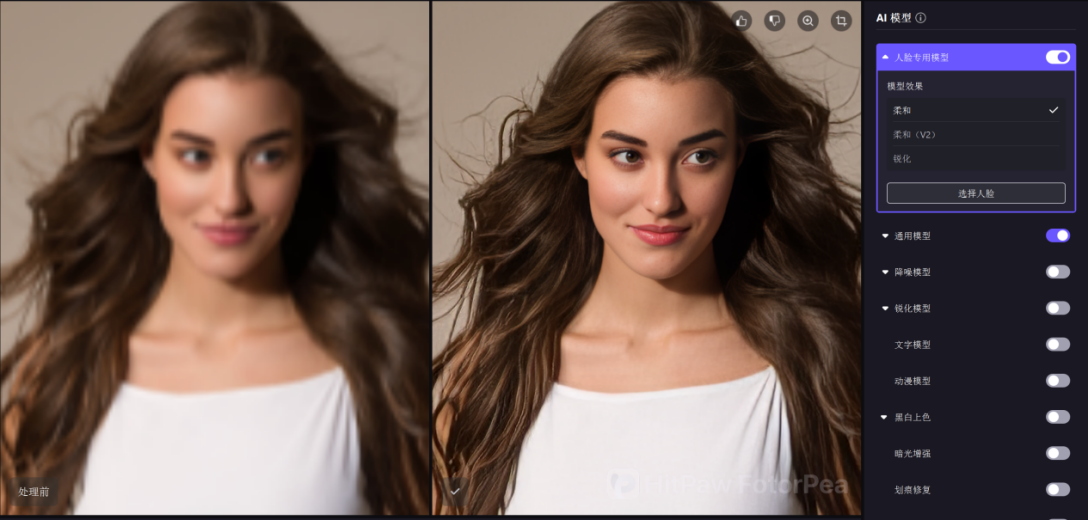 AI 模型
人脸专用模型
模型效果
柔和
柔和（V2）
锐化
选择人脸
通用模型
降噪模型
锐化模型
文字模型
动漫模型
黑白上色
暗光增强
划痕修复
处理前
FotorPea